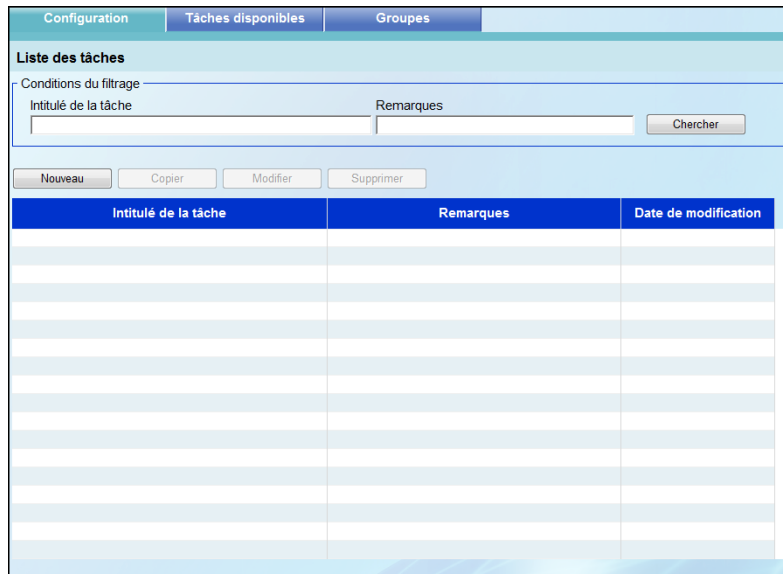 Configuration Tâches disponibles Groupes
Liste des tâches
Conditions du filtrage
Intitulé de la tâche Remarques
Chercher
Nouveau Copier Modifier Supprimer
Intitulé de la tâche Remarques Date de modification